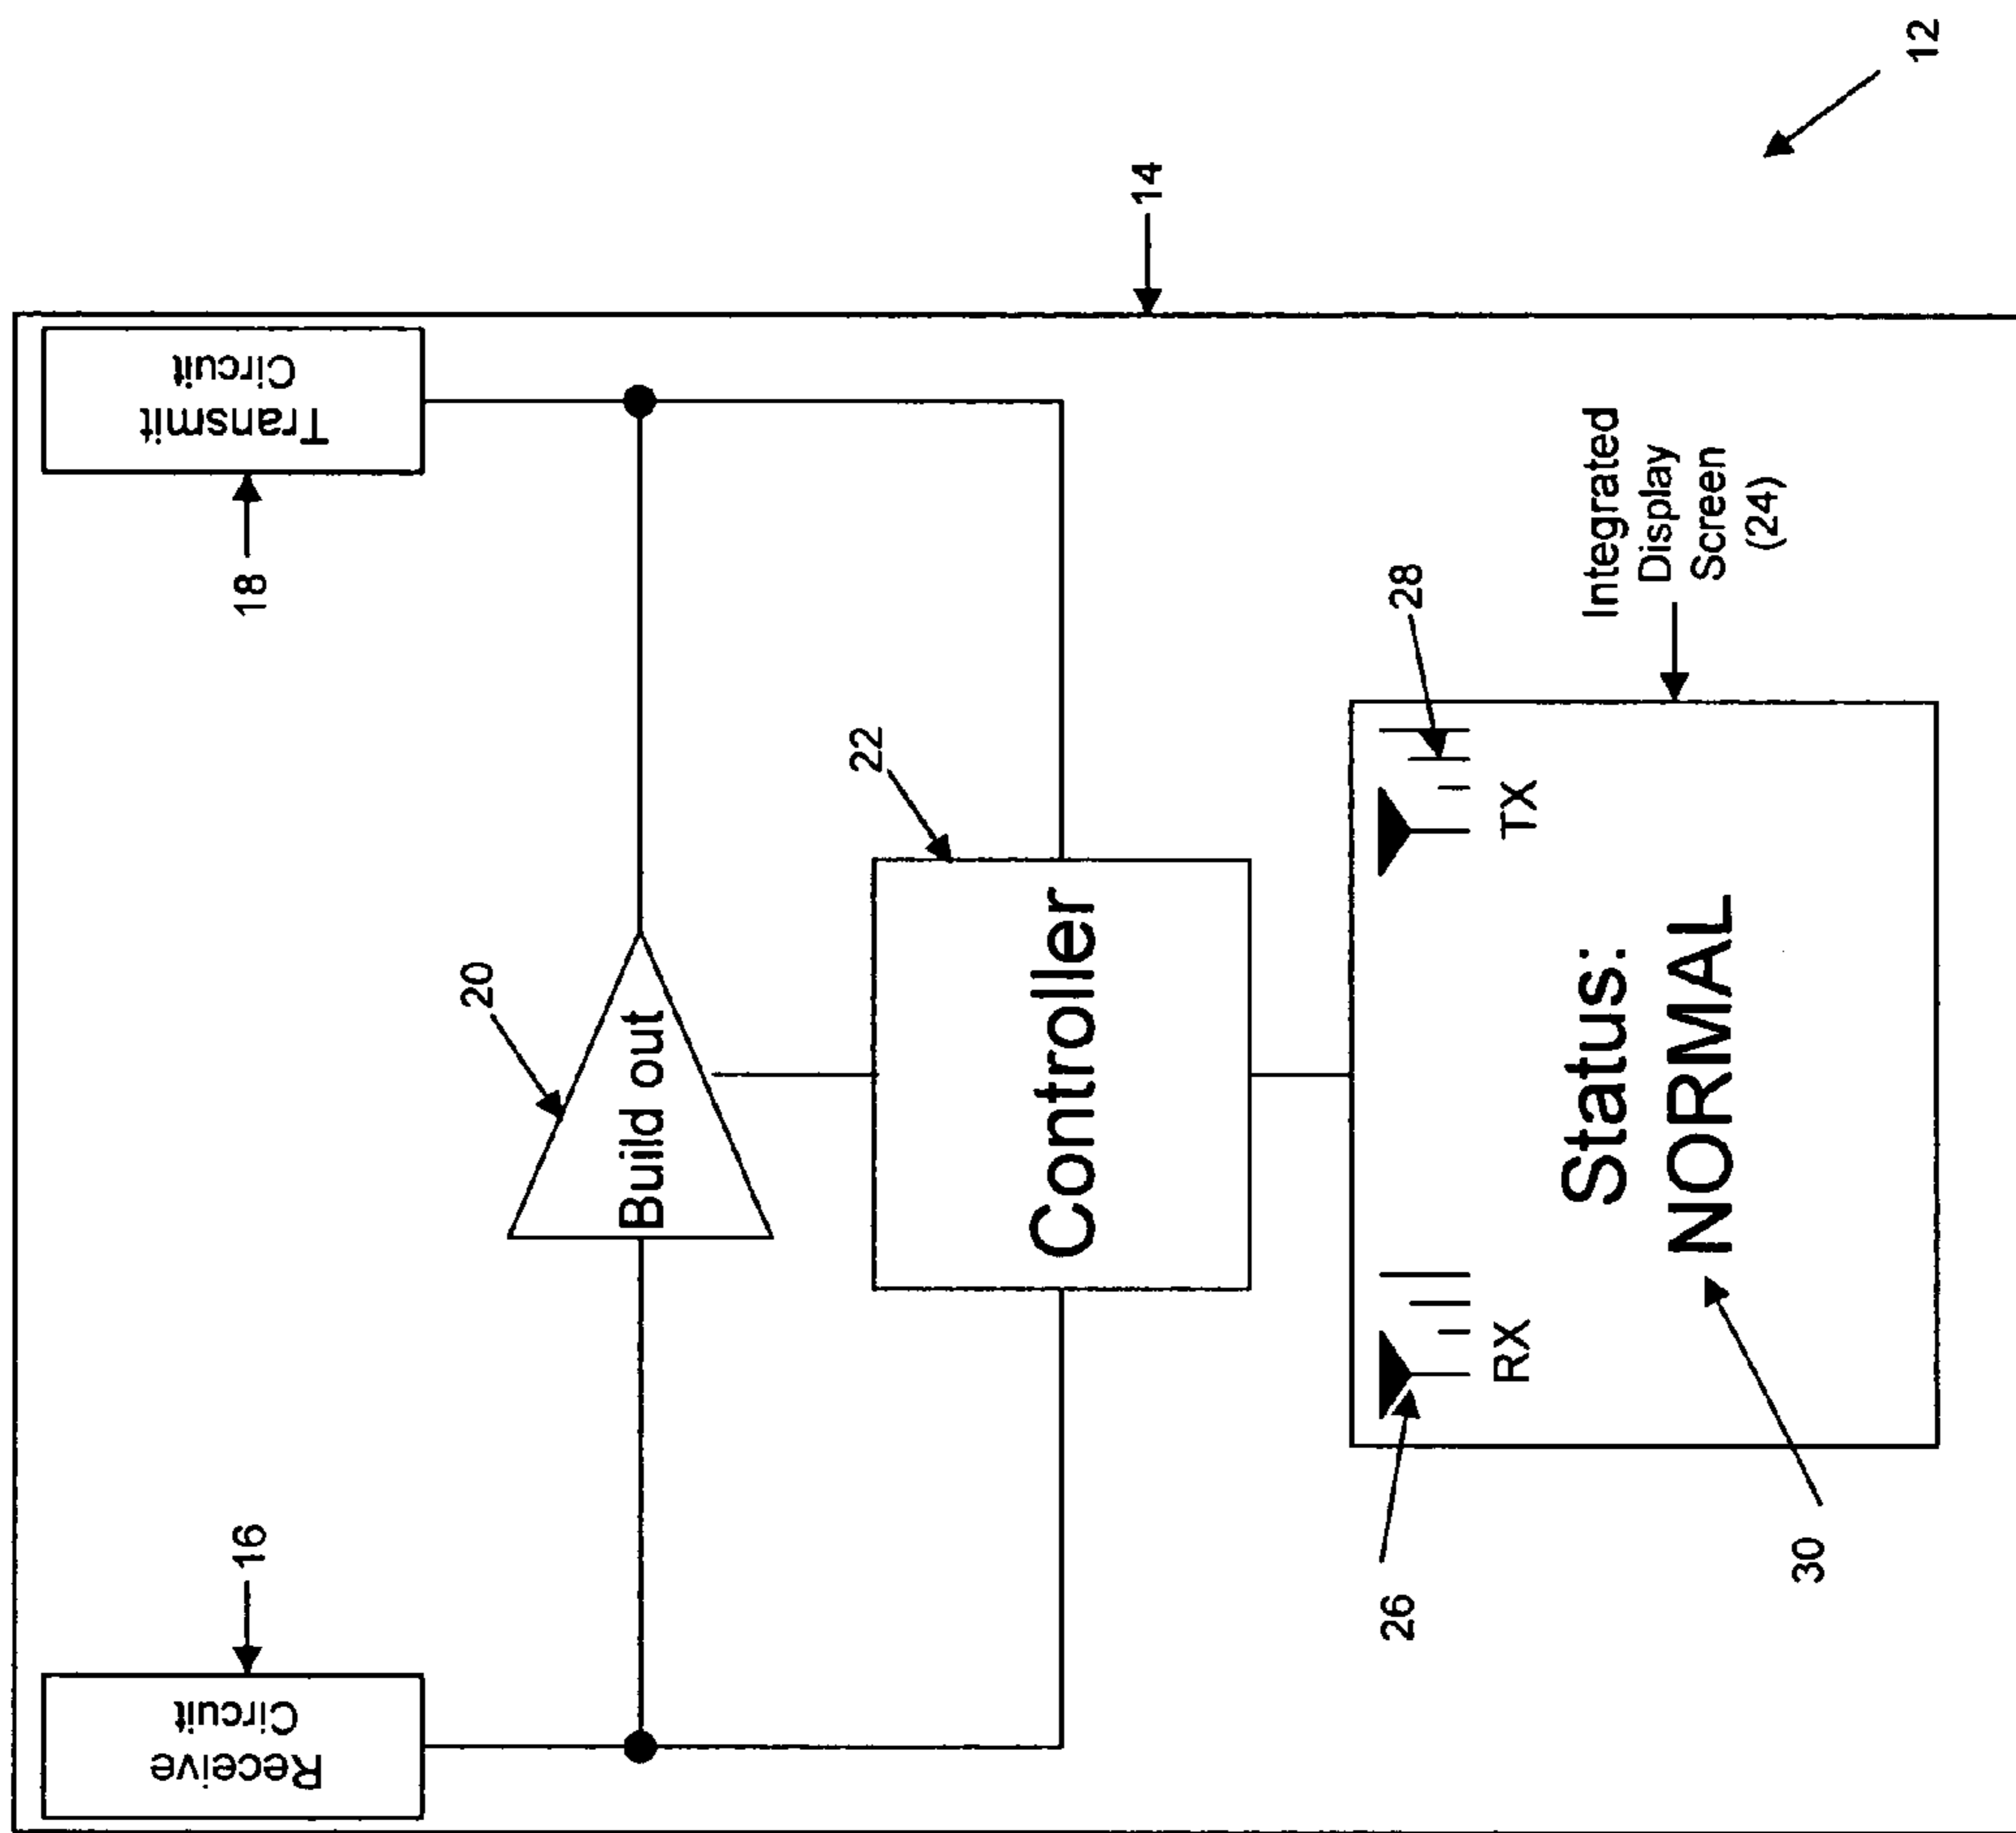 16
18
Receive
Circuit
Transmit
Circuit
20
Build out
22
14
Controller
26
28
RX
TX
Status:
NORMAL
Integrated
Display
Screen
(24)
30
12